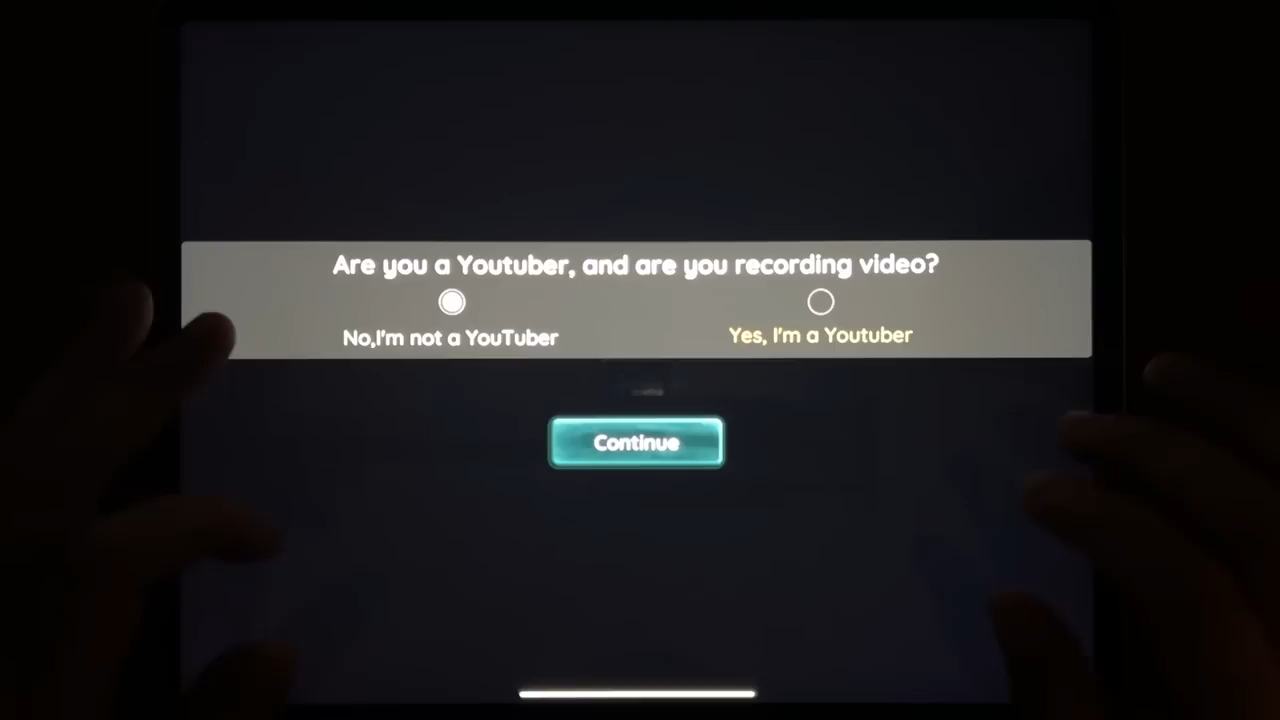 Are you a Youtuber, and are you recording video?
No,I'm not a YouTuber
Yes, I'm a Youtuber
Continue